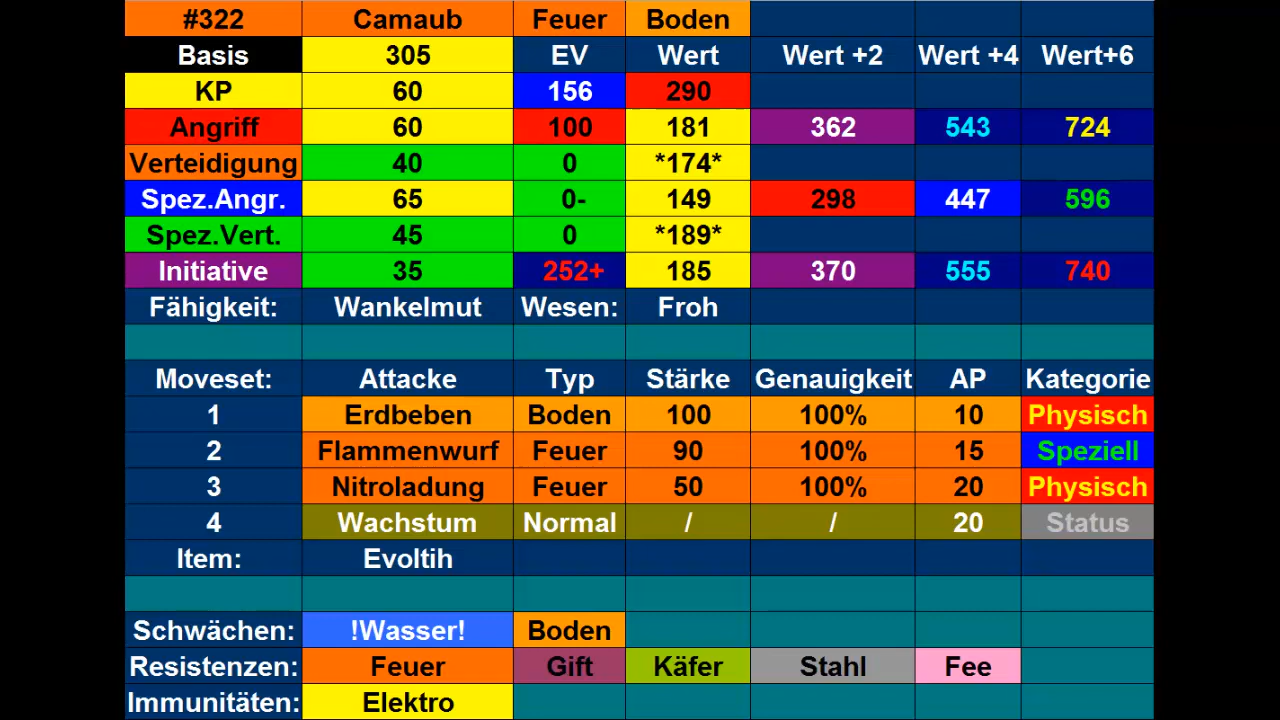 #322 Camaub Feuer Boden
Basis 305 EV Wert Wert +2 Wert +4 Wert+6
KP 60 156 290
Angriff 60 100 181 362 543 724
Verteidigung 40 0 *174*
Spez.Angr. 65 0- 149 298 447 596
Spez.Vert. 45 0 *189*
Initiative 35 252+ 185 370 555 740
Fähigkeit: Wankelmut Wesen: Froh
Moveset: Attacke Typ Stärke Genauigkeit AP Kategorie
1 Erdbeben Boden 100 100% 10 Physisch
2 Flammenwurf Feuer 90 100% 15 Speziell
3 Nitroladung Feuer 50 100% 20 Physisch
4 Wachstum Normal / / 20 Status
Item: Evoltih
Schwächen: !Wasser! Boden
Resistenzen: Feuer Gift Käfer Stahl Fee
Immunitäten: Elektro